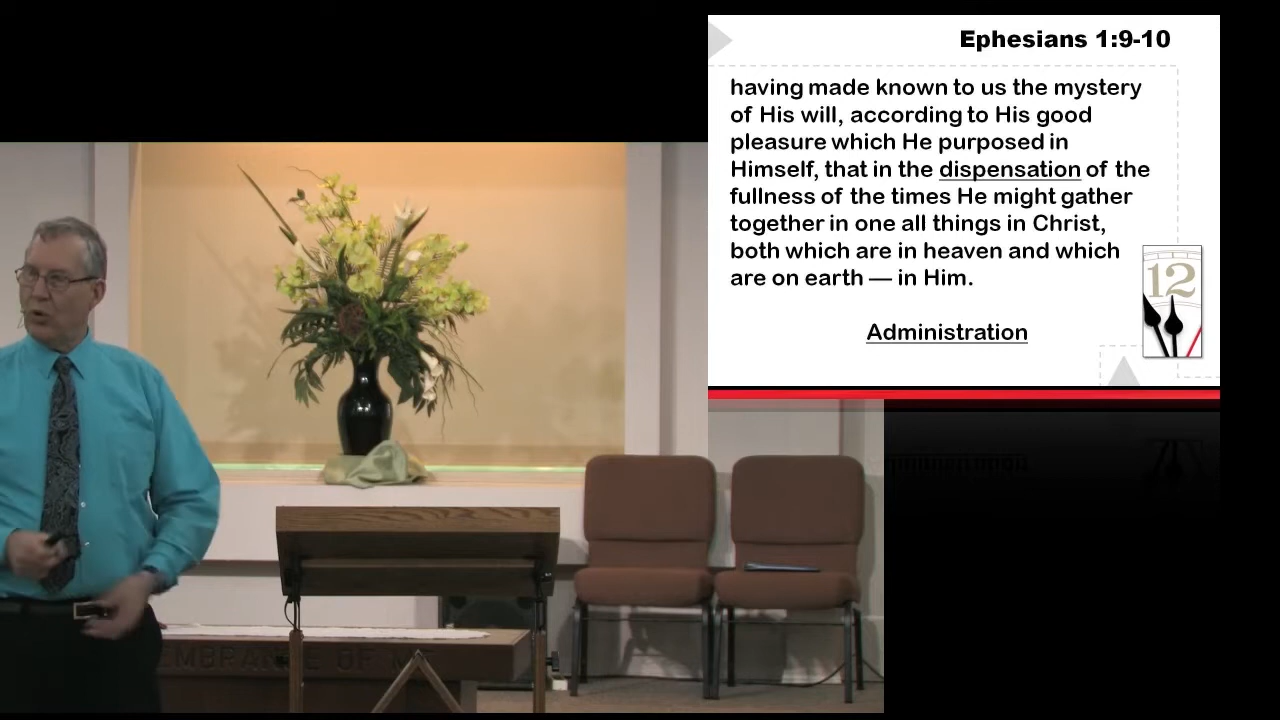 Ephesians 1:9-10
having made known to us the mystery
of His will, according to His good
pleasure which He purposed in
Himself, that in the dispensation of the
fullness of the times He might gather
together in one all things in Christ,
both which are in heaven and which
are on earth — in Him.
12
Administration
EMBRANCE OF ME